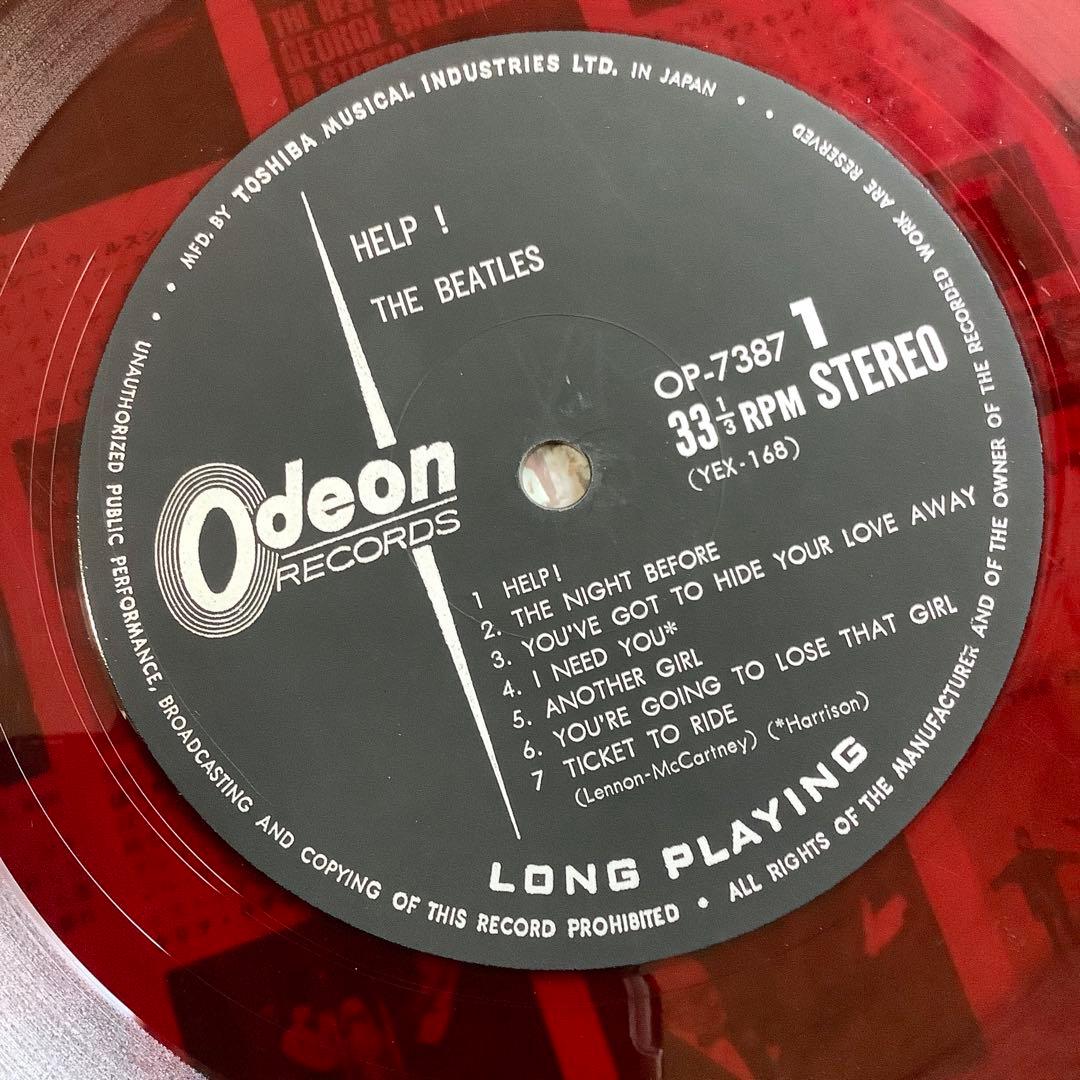 MFD. BY TOSHIBA MUSICAL INDUSTRIES LTD. IN JAPAN
HELP !
THE BEATLES
OP-7387 1
33 1/3 RPM STEREO
(YEX-168)
Odeon
RECORDS
1 HELP!
2. THE NIGHT BEFORE
3. YOU'VE GOT TO HIDE YOUR LOVE AWAY
4. I NEED YOU*
5. ANOTHER GIRL
6. YOU'RE GOING TO LOSE THAT GIRL
7 TICKET TO RIDE
(Lennon-McCartney) (*Harrison)
LONG PLAYING
UNAUTHORIZED PUBLIC PERFORMANCE, BROADCASTING AND COPYING OF THIS RECORD PROHIBITED • ALL RIGHTS OF THE MANUFACTURER AND OF THE OWNER OF THE RECORDED WORK ARE RESERVED
THE BEST
GEORGE